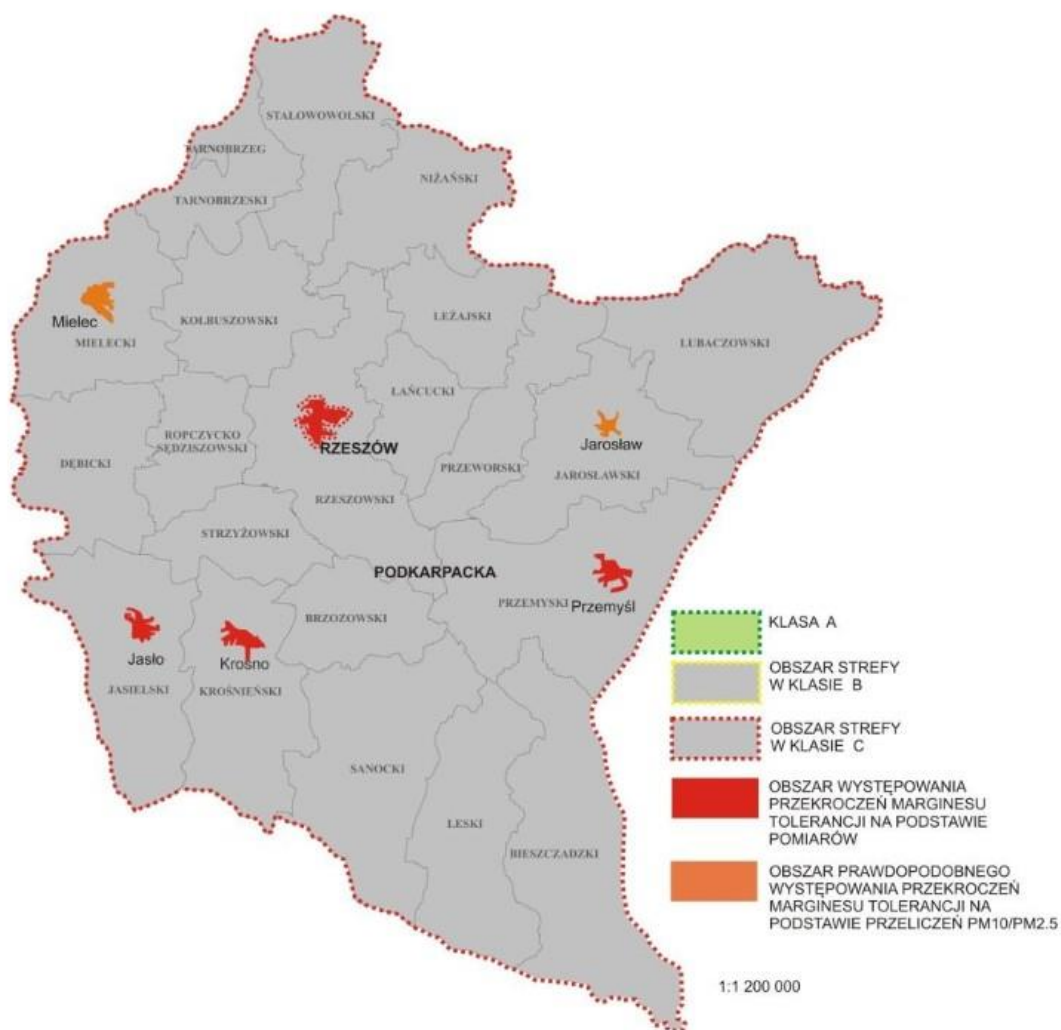 STALOWOWOLSKI
TARNOBRZEG
NIŻAŃSKI
TARNOBRZESKI
Mielec
MIELECKI
KOLBUSZOWSKI
LEŻAJSKI
LUBACZOWSKI
ŁAŃCUCKI
RZESZÓW
Jarosław
ROPCZYCKO
SĘDZISZOWSKI
DĘBICKI
PRZEWORSKI
JAROSŁAWSKI
RZESZOWSKI
STRZYŻOWSKI
PODKARPACKA
PRZEMYSKI
Przemyśl
BRZOZOWSKI
Jasło
Krosno
JASIELSKI
KROŚNIEŃSKI
SANOCKI
LESKI
BIESZCZADZKI
KLASA A
OBSZAR STREFY
W KLASIE B
OBSZAR STREFY
W KLASIE C
OBSZAR WYSTĘPOWANIA
PRZEKROCZEŃ MARGINESU
TOLERANCJI NA PODSTAWIE
POMIARÓW
OBSZAR PRAWDOPODOBNEGO
WYSTĘPOWANIA PRZEKROCZEŃ
MARGINESU TOLERANCJI NA
PODSTAWIE PRZELICZEŃ PM10/PM2.5
1:1 200 000